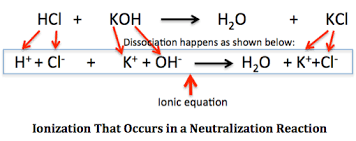 HCl + KOH → H₂O + KCl
Dissociation happens as shown below:
H⁺ + Cl⁻ + K⁺ + OH⁻ → H₂O + K⁺+Cl⁻
Ionic equation
Ionization That Occurs in a Neutralization Reaction